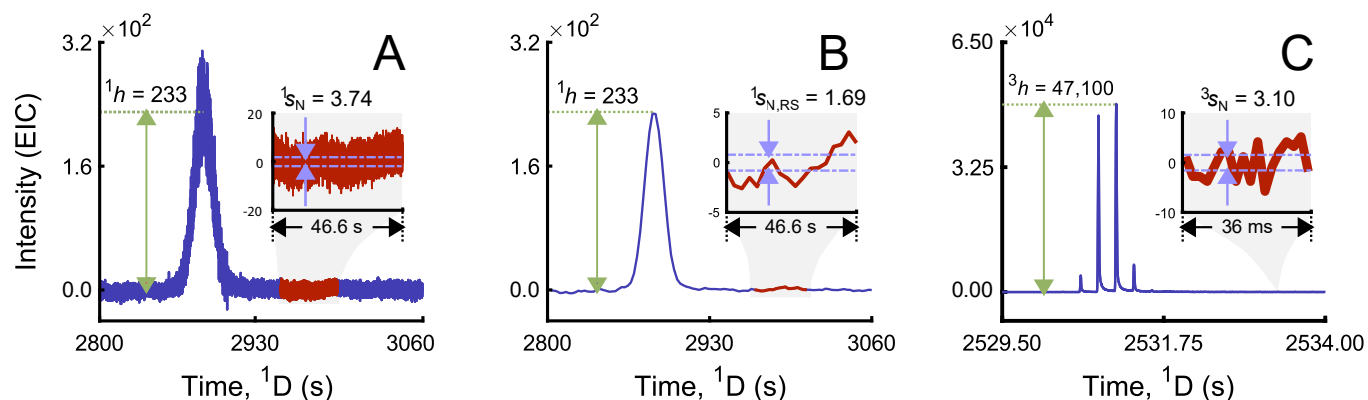 Intensity (EIC)
×10²
3.2
1.6
0.0
A
¹h = 233
¹sN = 3.74
20
0
-20
46.6 s
2800
2930
3060
Time, ¹D (s)
×10²
3.2
1.6
0.0
B
¹h = 233
¹sN,RS = 1.69
5
0
-5
46.6 s
2800
2930
3060
Time, ¹D (s)
×10⁴
6.50
3.25
0.00
C
³h = 47,100
³sN = 3.10
10
0
-10
36 ms
2529.50
2531.75
2534.00
Time, ¹D (s)